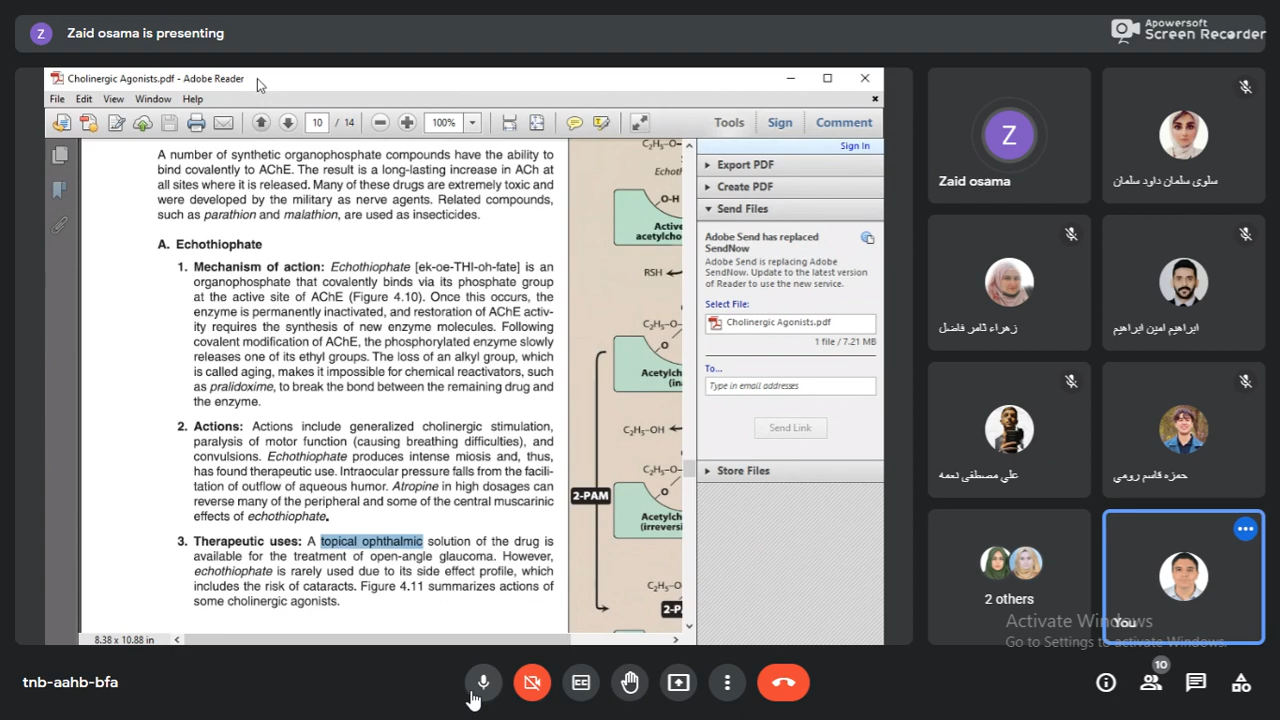 Z Zaid osama is presenting
Apowersoft
Screen Recorder
Cholinergic Agonists.pdf - Adobe Reader
File Edit View Window Help
10 / 14 100% Tools Sign Comment
Sign In
A number of synthetic organophosphate compounds have the ability to
bind covalently to AChE. The result is a long-lasting increase in ACh at
all sites where it is released. Many of these drugs are extremely toxic and
were developed by the military as nerve agents. Related compounds,
such as parathion and malathion, are used as insecticides.
A. Echothiophate
1. Mechanism of action: Echothiophate [ek-oe-THI-oh-fate] is an
organophosphate that covalently binds via its phosphate group
at the active site of AChE (Figure 4.10). Once this occurs, the
enzyme is permanently inactivated, and restoration of AChE activ-
ity requires the synthesis of new enzyme molecules. Following
covalent modification of AChE, the phosphorylated enzyme slowly
releases one of its ethyl groups. The loss of an alkyl group, which
is called aging, makes it impossible for chemical reactivators, such
as pralidoxime, to break the bond between the remaining drug and
the enzyme.
2. Actions: Actions include generalized cholinergic stimulation,
paralysis of motor function (causing breathing difficulties), and
convulsions. Echothiophate produces intense miosis and, thus,
has found therapeutic use. Intraocular pressure falls from the facili-
tation of outflow of aqueous humor. Atropine in high dosages can
reverse many of the peripheral and some of the central muscarinic
effects of echothiophate.
3. Therapeutic uses: A topical ophthalmic solution of the drug is
available for the treatment of open-angle glaucoma. However,
echothiophate is rarely used due to its side effect profile, which
includes the risk of cataracts. Figure 4.11 summarizes actions of
some cholinergic agonists.
8.38 x 10.88 in
C₂H₅–O
Echoth
O-H
Active
acetylcho
RSH
C₂H₅–O–
O
Acetylch
(ina
C₂H₅–OH
C₂H₅–O
O
2-PAM
Acetylch
(irreversi
C₂H₅–O
2-P
Export PDF
Create PDF
Send Files
Adobe Send has replaced
SendNow
Adobe Send is replacing Adobe
SendNow. Update to the latest version
of Reader to use the new service.
Select File:
Cholinergic Agonists.pdf
1 file / 7.21 MB
To...
Type in email addresses
Send Link
Store Files
Z
Zaid osama
سلوى سلمان داود سلمان
زهراء ثامر فاضل
ابراهيم امين ابراهيم
علي مصطفى نعمه
حمزه قاسم رومي
2 others
You
Activate Windows
Go to Settings to activate Windows.
tnb-aahb-bfa
10